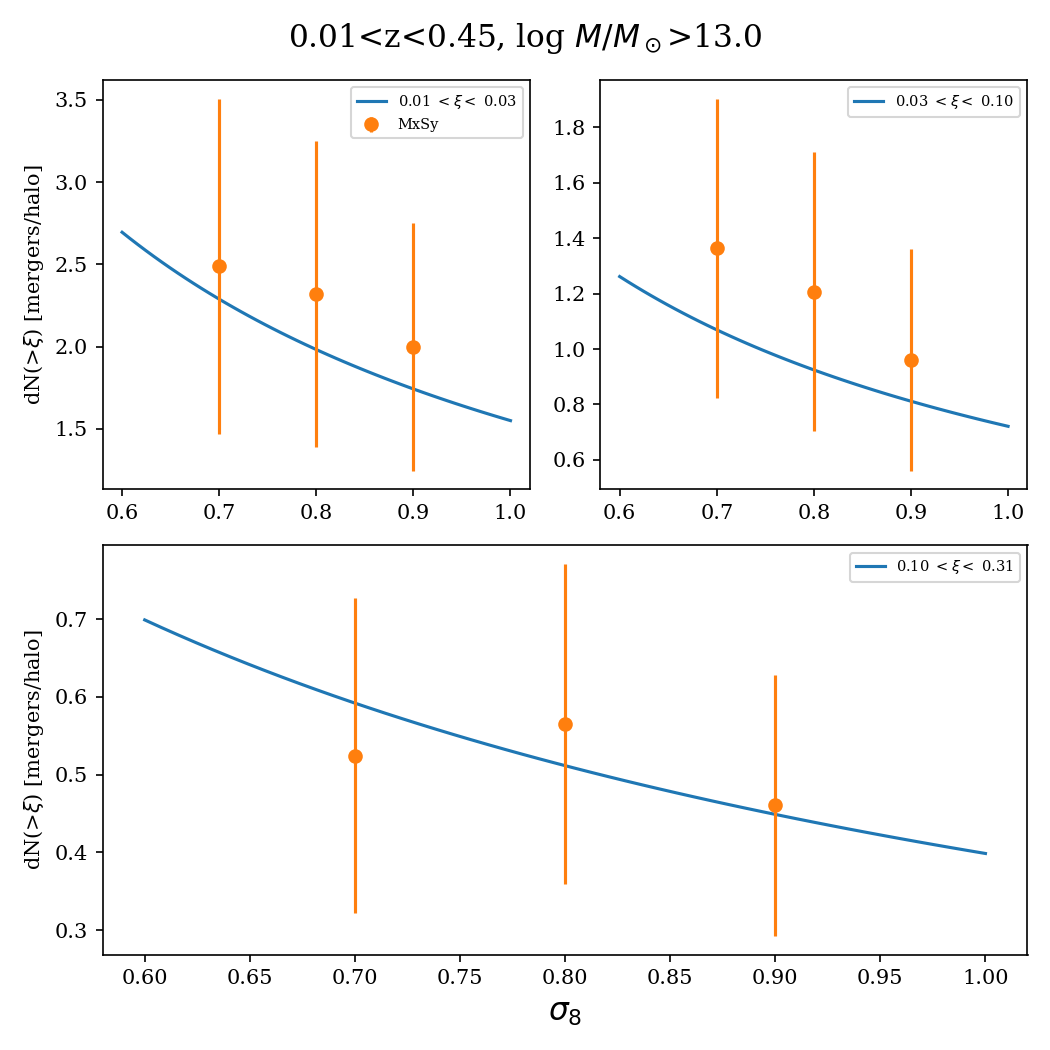 0.01<z<0.45, log M/M⊙>13.0
dN(>ξ) [mergers/halo]
3.5
3.0
2.5
2.0
1.5
0.01 <ξ< 0.03
MxSy
0.6 0.7 0.8 0.9 1.0
1.8
1.6
1.4
1.2
1.0
0.8
0.6
0.03 <ξ< 0.10
0.6 0.7 0.8 0.9 1.0
dN(>ξ) [mergers/halo]
0.7
0.6
0.5
0.4
0.3
0.10 <ξ< 0.31
0.60 0.65 0.70 0.75 0.80 0.85 0.90 0.95 1.00
σ₈